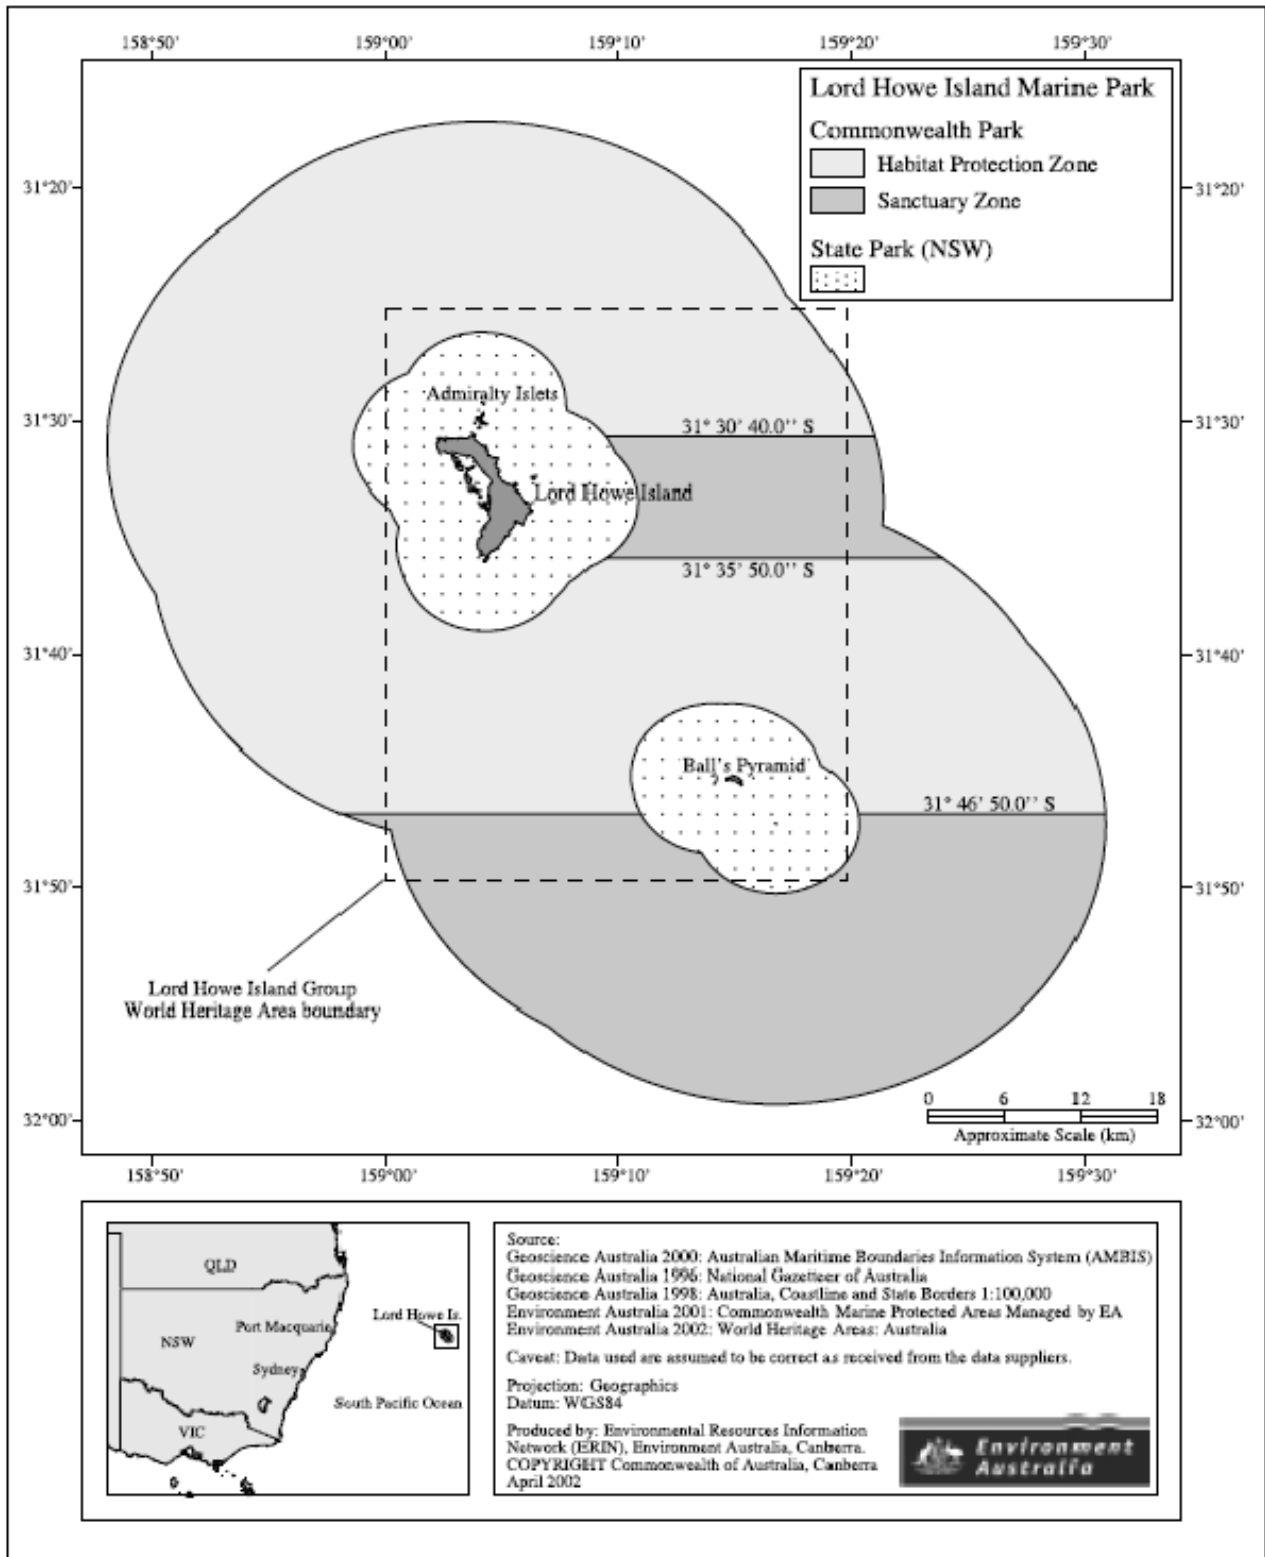 158°50' 159°00' 159°10' 159°20' 159°30'
Lord Howe Island Marine Park
Commonwealth Park
Habitat Protection Zone
Sanctuary Zone
State Park (NSW)
31°20' 31°20'
Admiralty Islets
31°30' 31°30'
31° 30' 40.0'' S
Lord Howe Island
31° 35' 50.0'' S
31°40' 31°40'
Ball's Pyramid
31° 46' 50.0'' S
31°50' 31°50'
Lord Howe Island Group
World Heritage Area boundary
0 6 12 18
Approximate Scale (km)
32°00' 32°00'
158°50' 159°00' 159°10' 159°20' 159°30'
QLD
Lord Howe Is.
Port Macquarie
NSW
Sydney
South Pacific Ocean
VIC
Source:
Geoscience Australia 2000: Australian Maritime Boundaries Information System (AMBIS)
Geoscience Australia 1996: National Gazetteer of Australia
Geoscience Australia 1998: Australia, Coastline and State Borders 1:100,000
Environment Australia 2001: Commonwealth Marine Protected Areas Managed by EA
Environment Australia 2002: World Heritage Areas: Australia
Caveat: Data used are assumed to be correct as received from the data suppliers.
Projection: Geographics
Datum: WGS84
Produced by: Environmental Resources Information
Network (ERIN), Environment Australia, Canberra.
COPYRIGHT Commonwealth of Australia, Canberra
April 2002
Environment
Australia